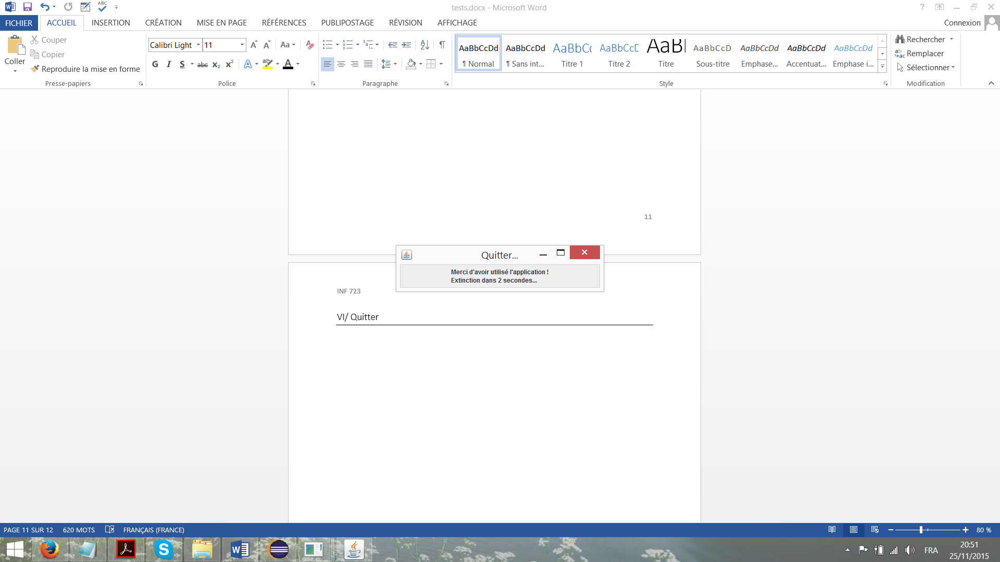 ABC
tests.docx - Microsoft Word
?
FICHIER ACCUEIL INSERTION CRÉATION MISE EN PAGE RÉFÉRENCES PUBLIPOSTAGE RÉVISION AFFICHAGE Connexion
Coller
Couper
Copier
Reproduire la mise en forme
Presse-papiers
Calibri Light 11
G I S abc X₂ X²
Police
Paragraphe
AaBbCcDd AaBbCcDd AaBbCc AaBbCcD AaB AaBbCcD AaBbCcDd AaBbCcDd AaBbCcDd
¶ Normal ¶ Sans int... Titre 1 Titre 2 Titre Sous-titre Emphase... Accentuat... Emphase i...
Style
Rechercher
Remplacer
Sélectionner
Modification
11
Quitter...
Merci d'avoir utilisé l'application !
Extinction dans 2 secondes...
INF 723
VI/ Quitter
PAGE 11 SUR 12 620 MOTS FRANÇAIS (FRANCE) 80 %
FRA
20:51
25/11/2015